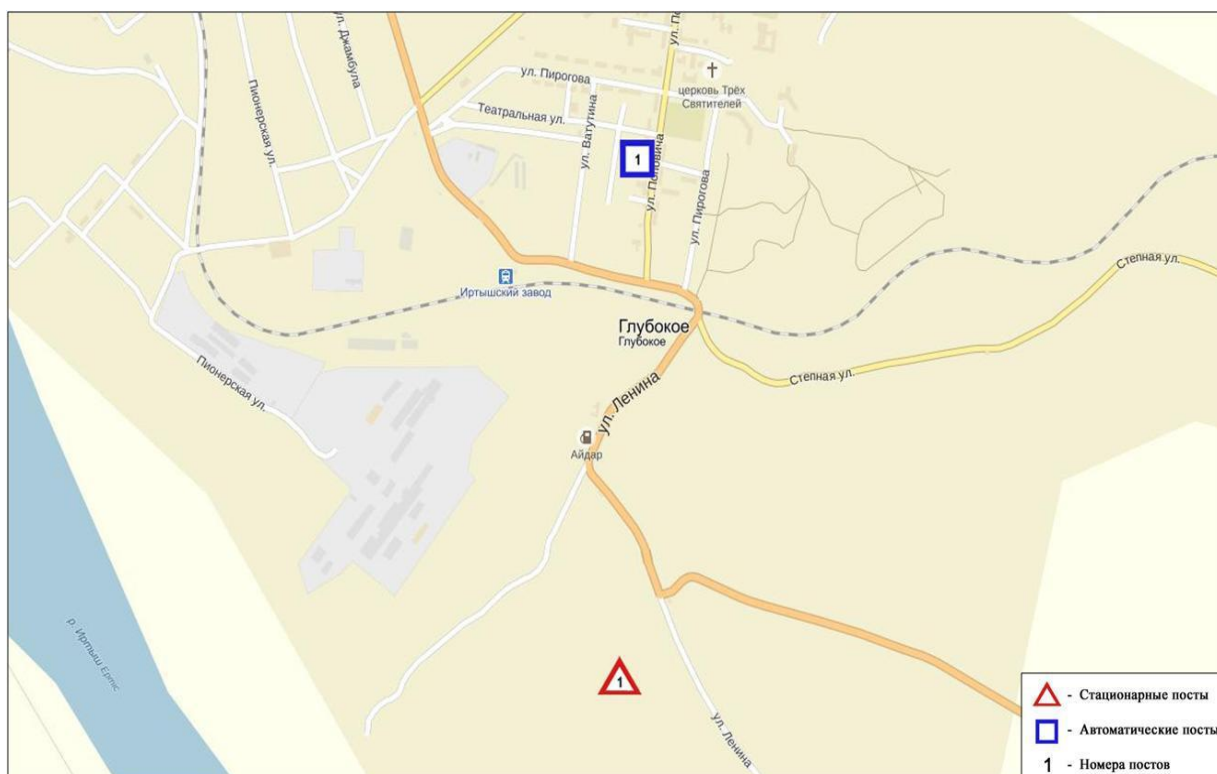 ул. Джамбула
ул. По
ул. Пирогова
церковь Трёх
Святителей
Пионерская ул.
Театральная ул.
ул. Ватутина
1
ул. Поповича
ул. Пирогова
Степная ул.
Иртышский завод
Глубокое
Глубокое
Пионерская ул.
Степная ул.
ул. Ленина
Айдар
р. Иртыш Ертіс
1
ул. Ленина
- Стационарные посты
- Автоматические посты
1 - Номера постов